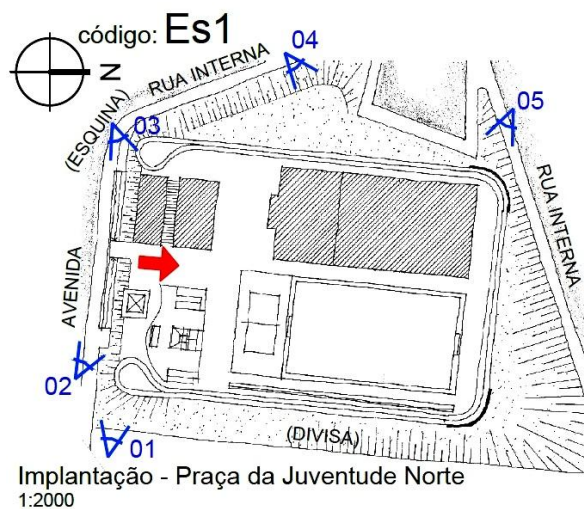 código: Es1
N
RUA INTERNA
04
(ESQUINA)
03
05
RUA INTERNA
AVENIDA
02
01
(DIVISA)
Implantação - Praça da Juventude Norte
1:2000